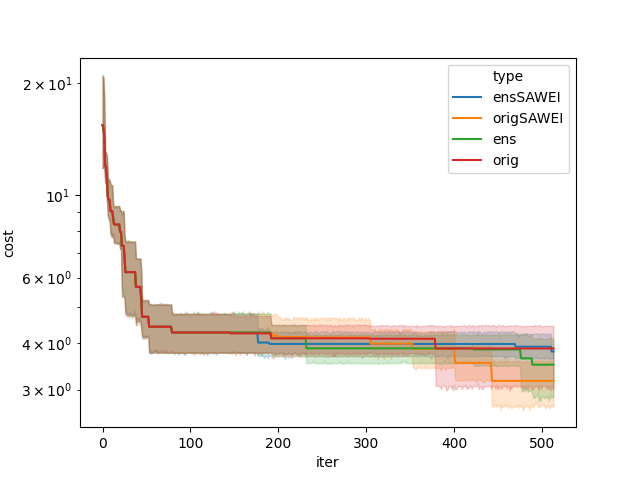 type
ensSAWEI
origSAWEI
ens
orig
2 × 10¹
10¹
6 × 10⁰
4 × 10⁰
3 × 10⁰
cost
0 100 200 300 400 500
iter